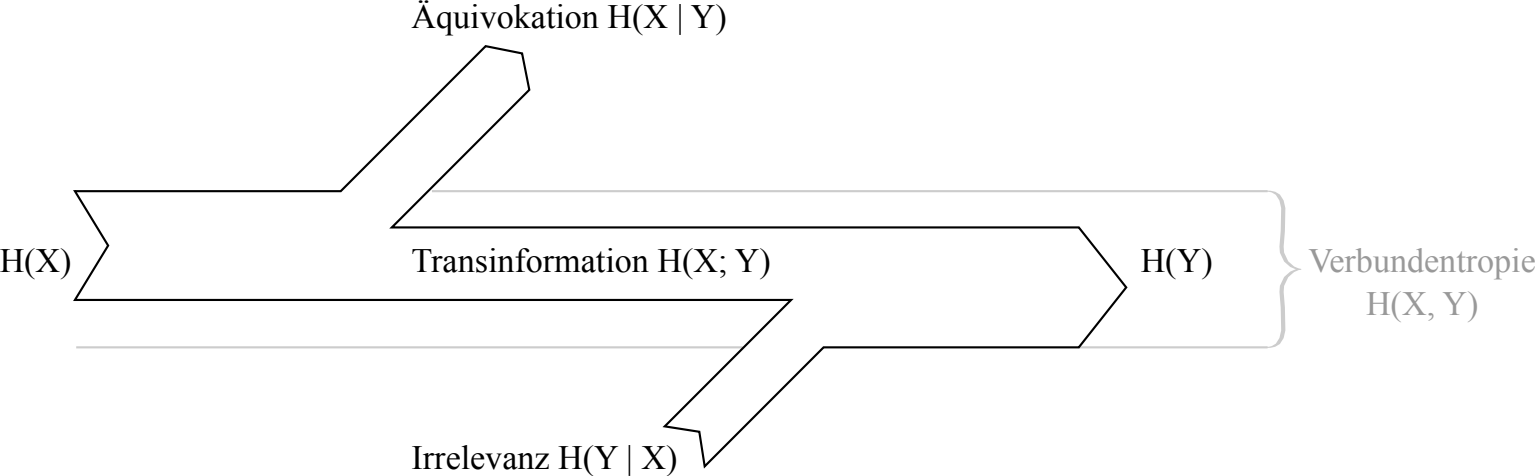 Äquivokation H(X | Y)
H(X)
Transinformation H(X; Y)
H(Y)
Verbundentropie
H(X, Y)
Irrelevanz H(Y | X)